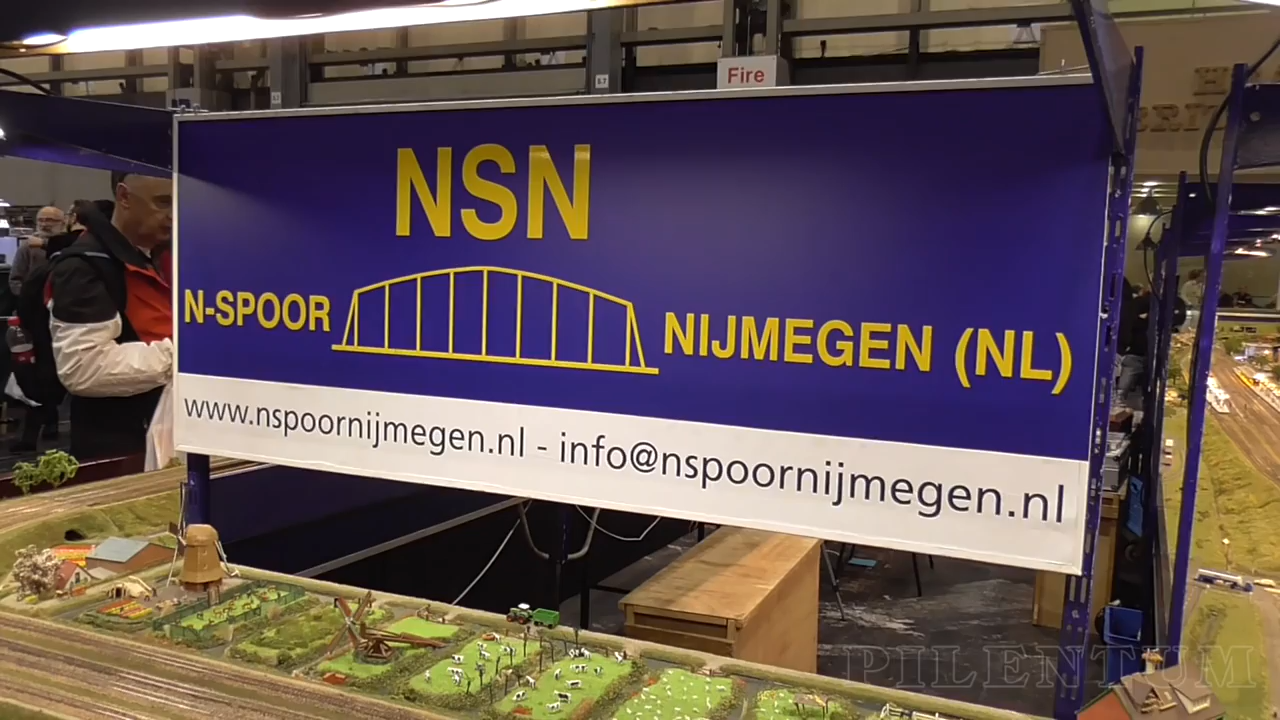 Fire
NSN
N-SPOOR NIJMEGEN (NL)
www.nspoornijmegen.nl - info@nspoornijmegen.nl
PILENTUM